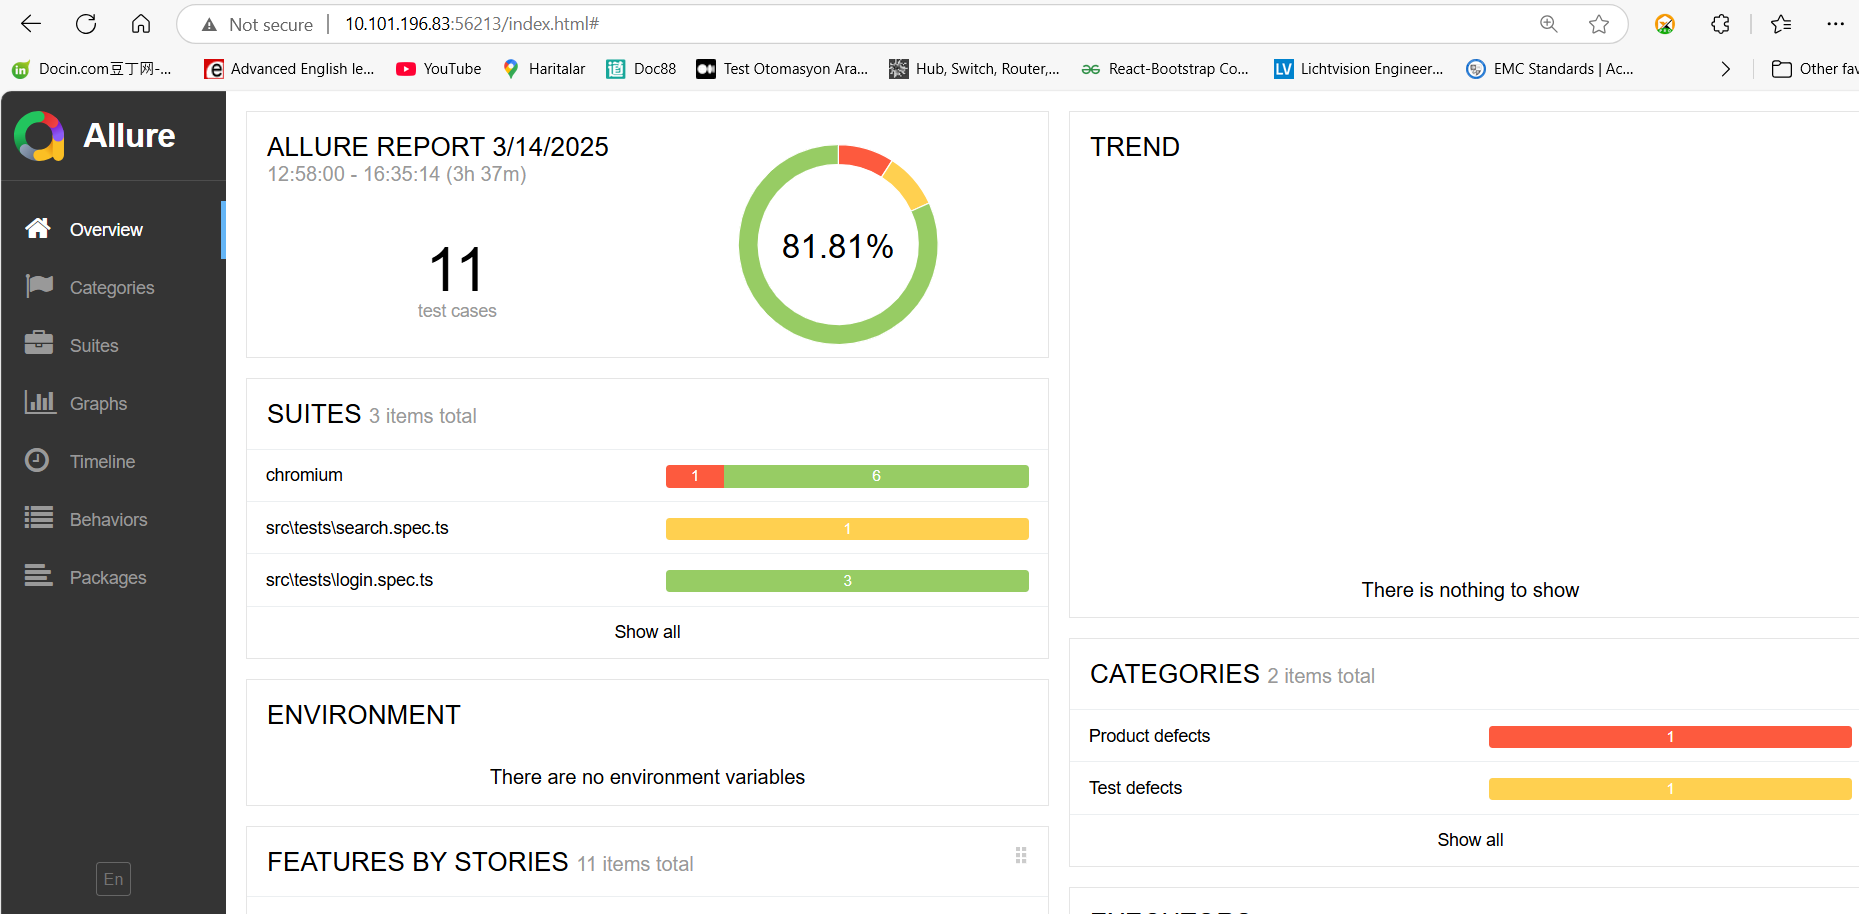 Not secure
10.101.196.83:56213/index.html#
Docin.com豆丁网-...
Advanced English le...
YouTube
Haritalar
Doc88
Test Otomasyon Ara...
Hub, Switch, Router,...
React-Bootstrap Co...
LV
Lichtvision Engineer...
EMC Standards | Ac...
Other fav
Allure
Overview
Categories
Suites
Graphs
Timeline
Behaviors
Packages
En
ALLURE REPORT 3/14/2025
12:58:00 - 16:35:14 (3h 37m)
11
test cases
81.81%
SUITES 3 items total
chromium
1
6
src\tests\search.spec.ts
1
src\tests\login.spec.ts
3
Show all
ENVIRONMENT
There are no environment variables
FEATURES BY STORIES 11 items total
TREND
There is nothing to show
CATEGORIES 2 items total
Product defects
1
Test defects
1
Show all